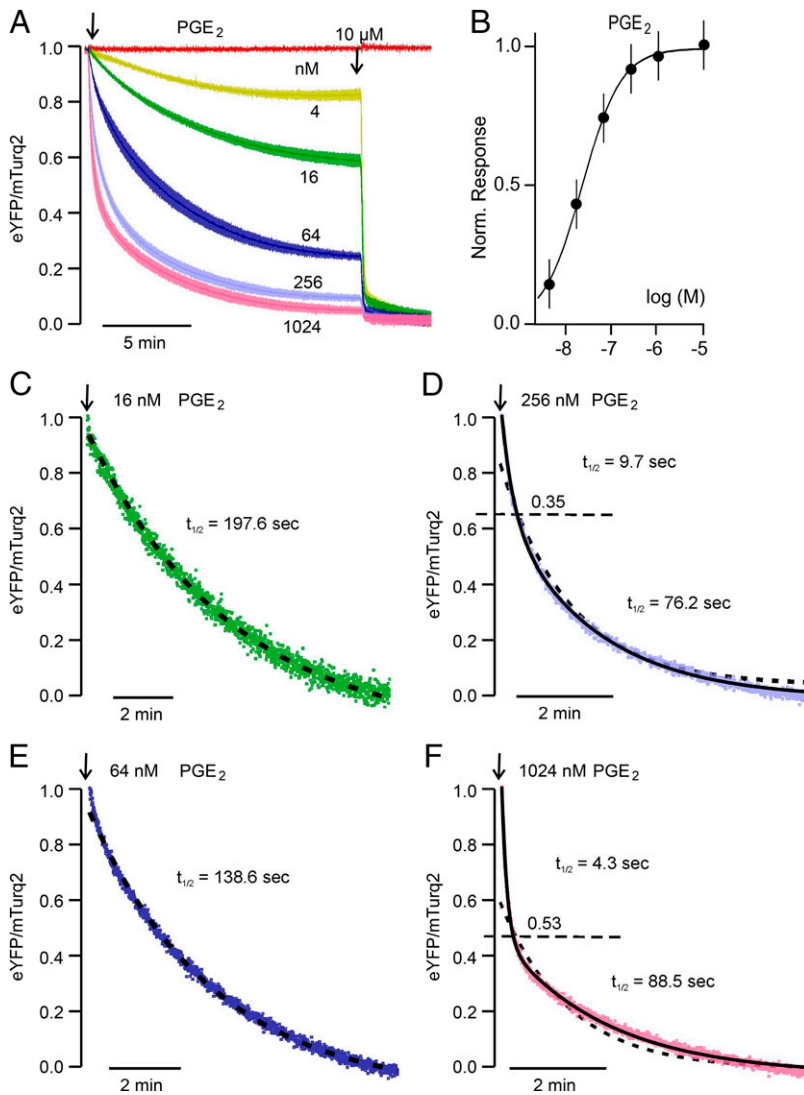 A
PGE2
10 µM
nM
4
16
64
256
1024
eYFP/mTurq2
1.0
0.8
0.6
0.4
0.2
0.0
5 min
B
PGE2
Norm. Response
1.0
0.5
0.0
log (M)
-8 -7 -6 -5
C
16 nM PGE2
eYFP/mTurq2
1.0
0.8
0.6
0.4
0.2
0.0
t1/2 = 197.6 sec
2 min
D
256 nM PGE2
eYFP/mTurq2
1.0
0.8
0.6
0.4
0.2
0.0
t1/2 = 9.7 sec
0.35
t1/2 = 76.2 sec
2 min
E
64 nM PGE2
eYFP/mTurq2
1.0
0.8
0.6
0.4
0.2
0.0
t1/2 = 138.6 sec
2 min
F
1024 nM PGE2
eYFP/mTurq2
1.0
0.8
0.6
0.4
0.2
0.0
t1/2 = 4.3 sec
0.53
t1/2 = 88.5 sec
2 min